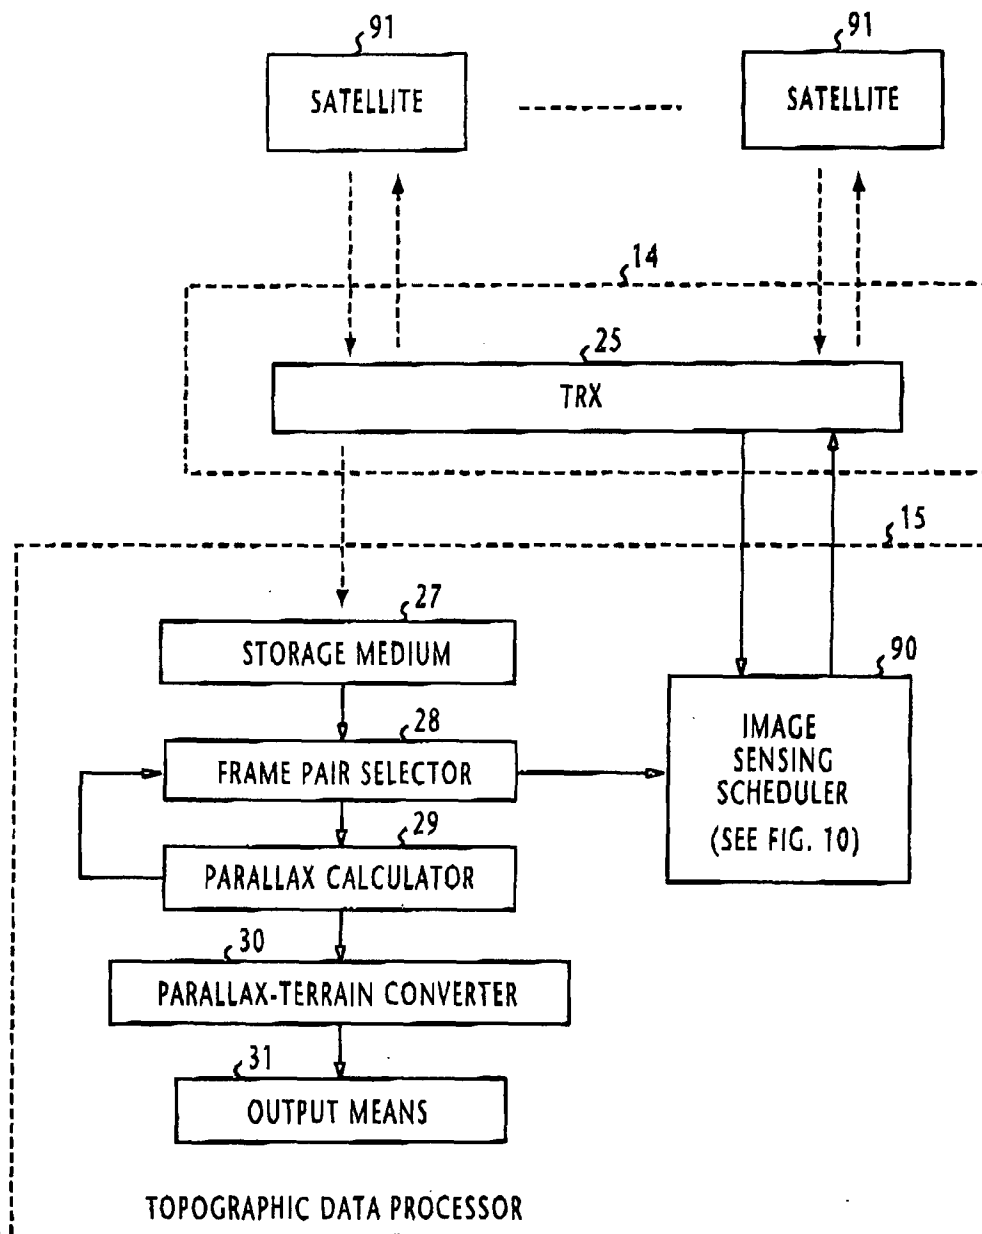 91
91
SATELLITE
SATELLITE
14
25
TRX
15
27
STORAGE MEDIUM
90
28
FRAME PAIR SELECTOR
IMAGE
SENSING
SCHEDULER
(SEE FIG. 10)
29
PARALLAX CALCULATOR
30
PARALLAX-TERRAIN CONVERTER
31
OUTPUT MEANS
TOPOGRAPHIC DATA PROCESSOR